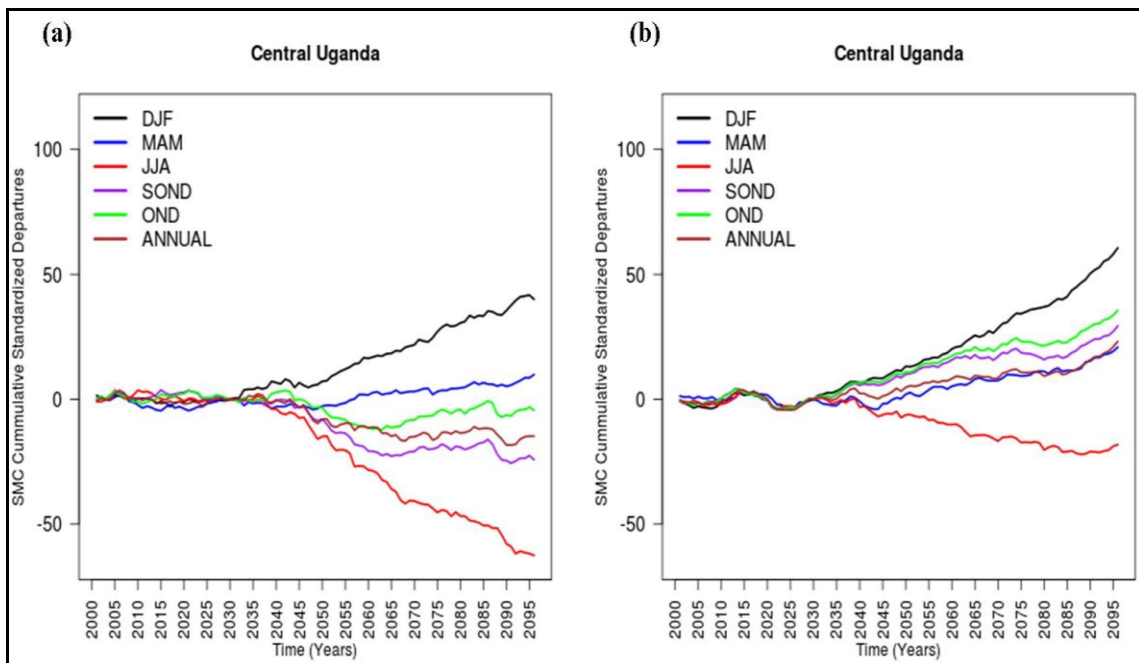 (a)
Central Uganda
SMC Cummulative Standardized Departures
100
50
0
-50
DJF
MAM
JJA
SOND
OND
ANNUAL
2000 2005 2010 2015 2020 2025 2030 2035 2040 2045 2050 2055 2060 2065 2070 2075 2080 2085 2090 2095
Time (Years)
(b)
Central Uganda
SMC Cummulative Standardized Departures
100
50
0
-50
DJF
MAM
JJA
SOND
OND
ANNUAL
2000 2005 2010 2015 2020 2025 2030 2035 2040 2045 2050 2055 2060 2065 2070 2075 2080 2085 2090 2095
Time (Years)